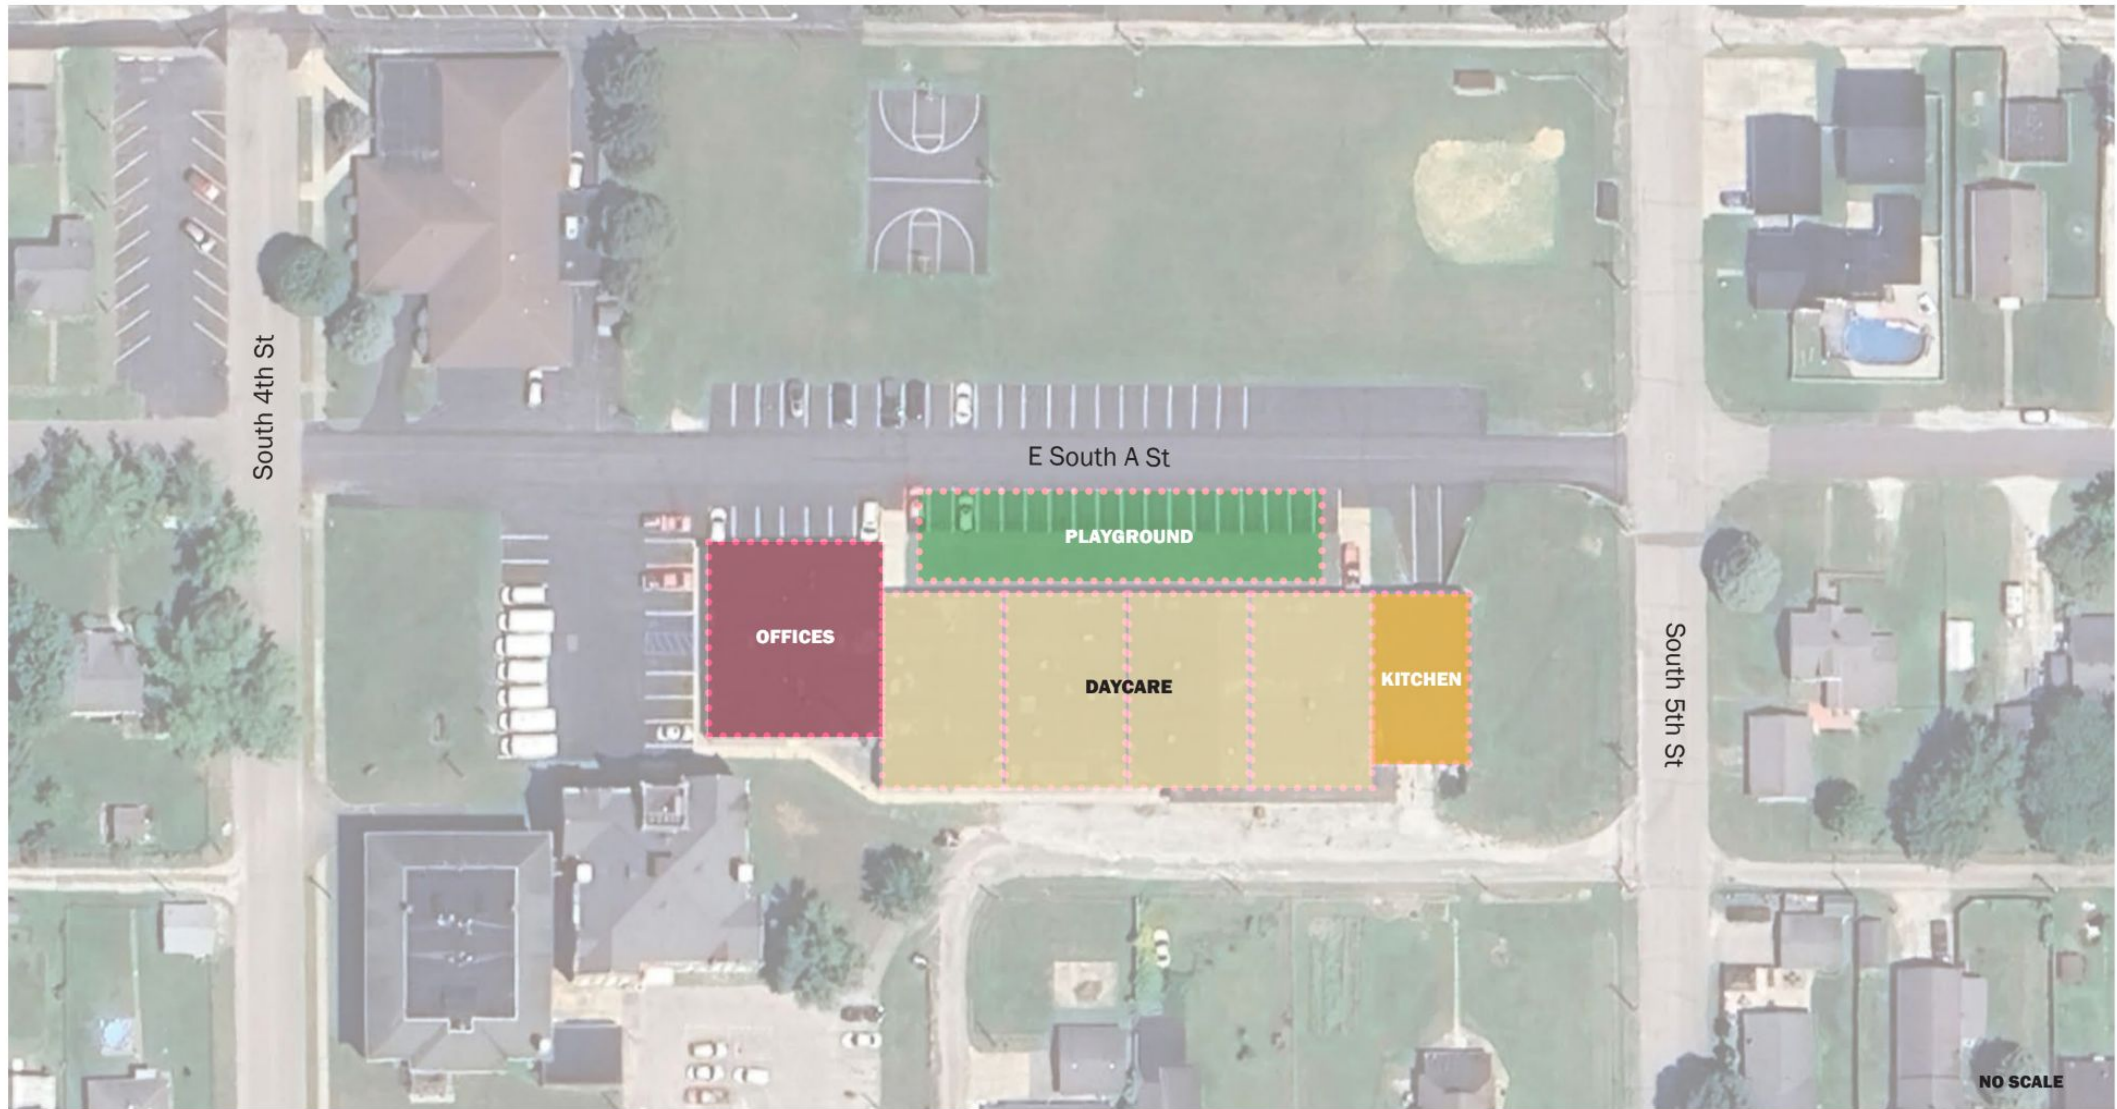 South 4th St
E South A St
PLAYGROUND
OFFICES
DAYCARE
KITCHEN
South 5th St
NO SCALE